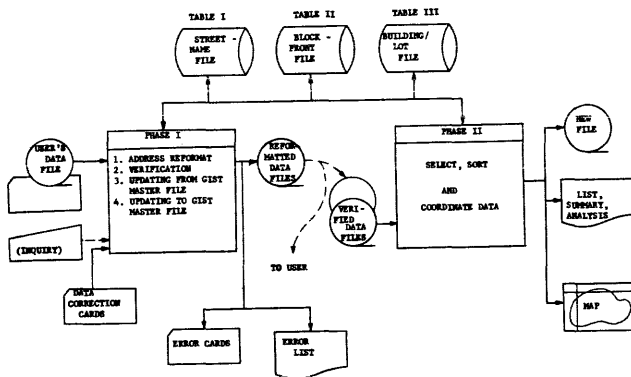 TABLE I
TABLE II
TABLE III
STREET-
NAME
FILE
BLOCK-
FRONT
FILE
BUILDING/
LOT
FILE
USER'S
DATA
FILE
PHASE I
1. ADDRESS REFORMAT
2. VERIFICATION
3. UPDATING FROM GIST
MASTER FILE
4. UPDATING TO GIST
MASTER FILE
REFOR-
MATTED
DATA
FILES
PHASE II
SELECT, SORT
AND
COORDINATE DATA
NEW
FILE
VERI-
FIED
DATA
FILES
LIST,
SUMMARY,
ANALYSIS
(INQUIRY)
TO USER
DATA
CORRECTION
CARDS
MAP
ERROR CARDS
ERROR
LIST